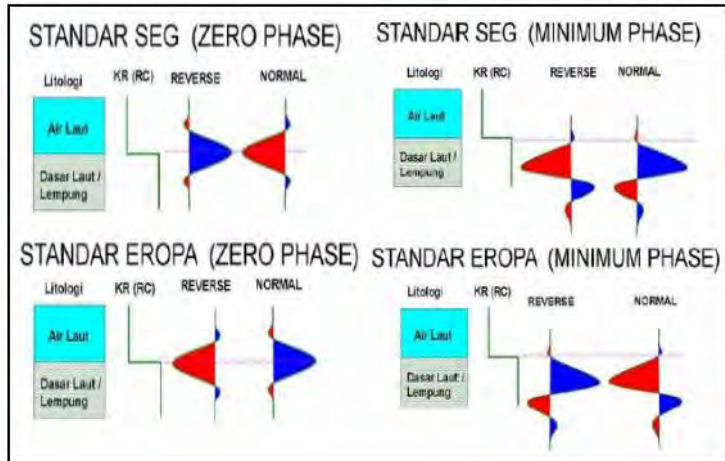 STANDAR SEG (ZERO PHASE)
Litologi KR (RC) REVERSE NORMAL
Air Laut
Dasar Laut /
Lempung
STANDAR SEG (MINIMUM PHASE)
Litologi KR (RC) REVERSE NORMAL
Air Laut
Dasar Laut /
Lempung
STANDAR EROPA (ZERO PHASE)
Litologi KR (RC) REVERSE NORMAL
Air Laut
Dasar Laut /
Lempung
STANDAR EROPA (MINIMUM PHASE)
Litologi KR (RC) REVERSE NORMAL
Air Laut
Dasar Laut /
Lempung